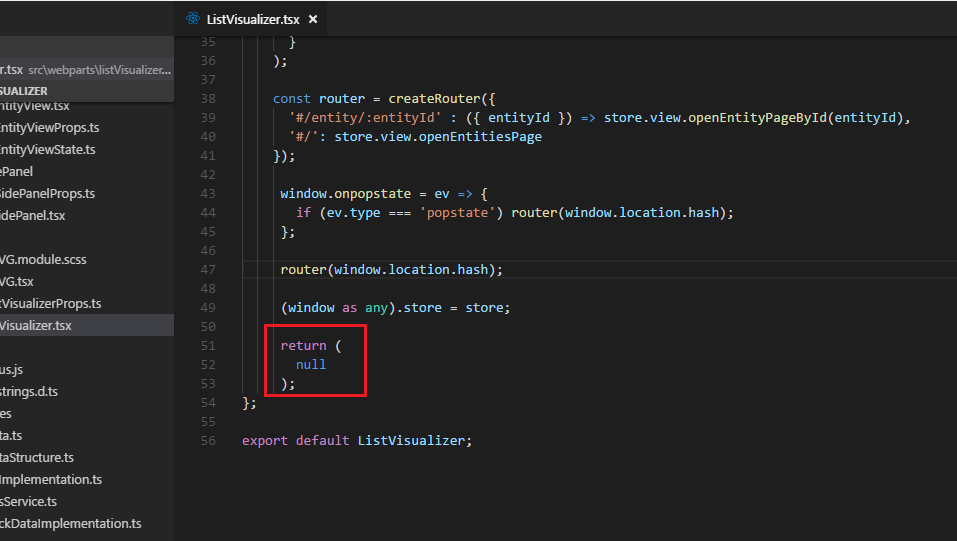 ListVisualizer.tsx ×
r.tsx src\webparts\listVisualizer...
SUALIZER
ntityView.tsx
EntityViewProps.ts
EntityViewState.ts
ePanel
SidePanelProps.ts
idePanel.tsx
VG.module.scss
VG.tsx
tVisualizerProps.ts
Visualizer.tsx
us.js
strings.d.ts
es
ta.ts
taStructure.ts
Implementation.ts
sService.ts
ckDataImplementation.ts
35 }
36 );
37
38 const router = createRouter({
39 '#/entity/:entityId' : ({ entityId }) => store.view.openEntityPageById(entityId),
40 '#/': store.view.openEntitiesPage
41 });
42
43 window.onpopstate = ev => {
44 if (ev.type === 'popstate') router(window.location.hash);
45 };
46
47 router(window.location.hash);
48
49 (window as any).store = store;
50
51 return (
52 null
53 );
54 };
55
56 export default ListVisualizer;